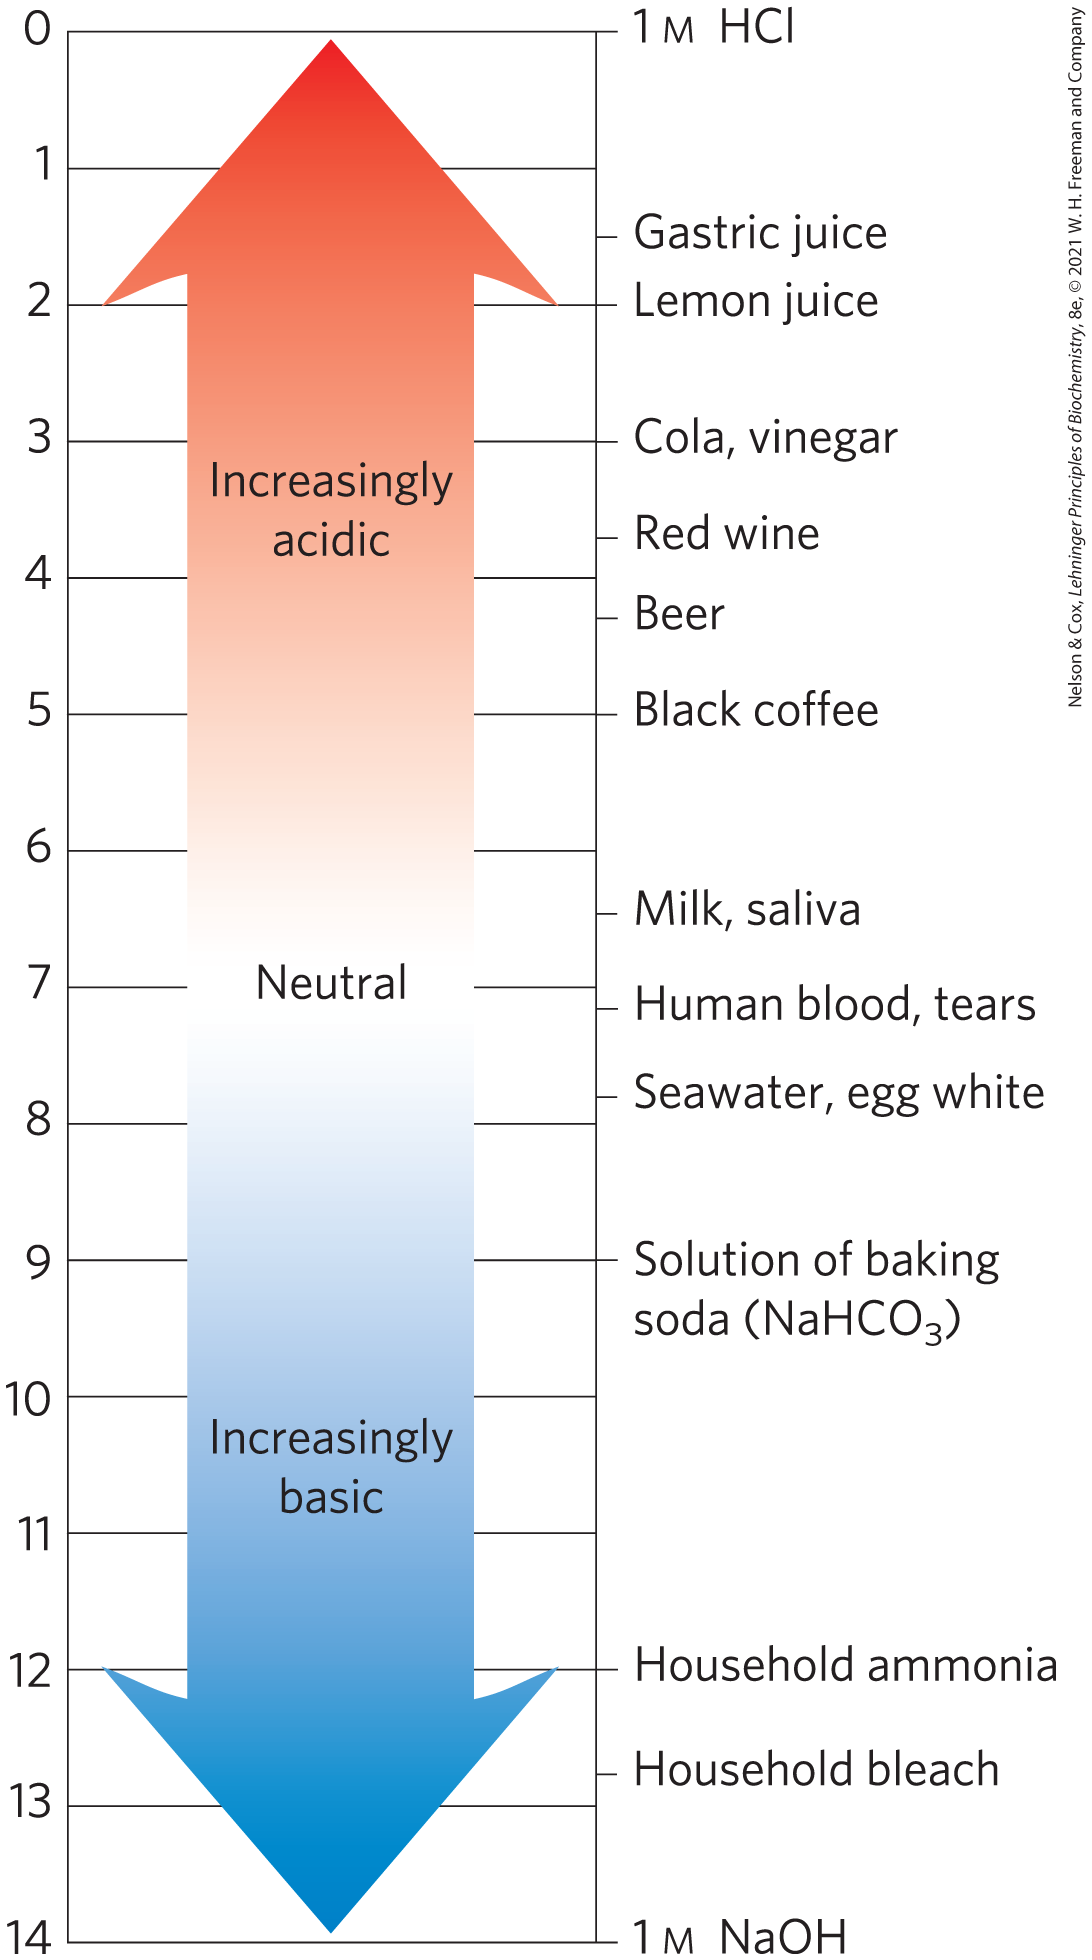 0
1 M HCl
1
Gastric juice
2
Lemon juice
3
Cola, vinegar
Increasingly
acidic
Red wine
4
Beer
5
Black coffee
6
Milk, saliva
7
Neutral
Human blood, tears
Seawater, egg white
8
9
Solution of baking
soda (NaHCO₃)
10
Increasingly
basic
11
12
Household ammonia
Household bleach
13
14
1 M NaOH
Nelson & Cox, Lehninger Principles of Biochemistry, 8e, © 2021 W. H. Freeman and Company